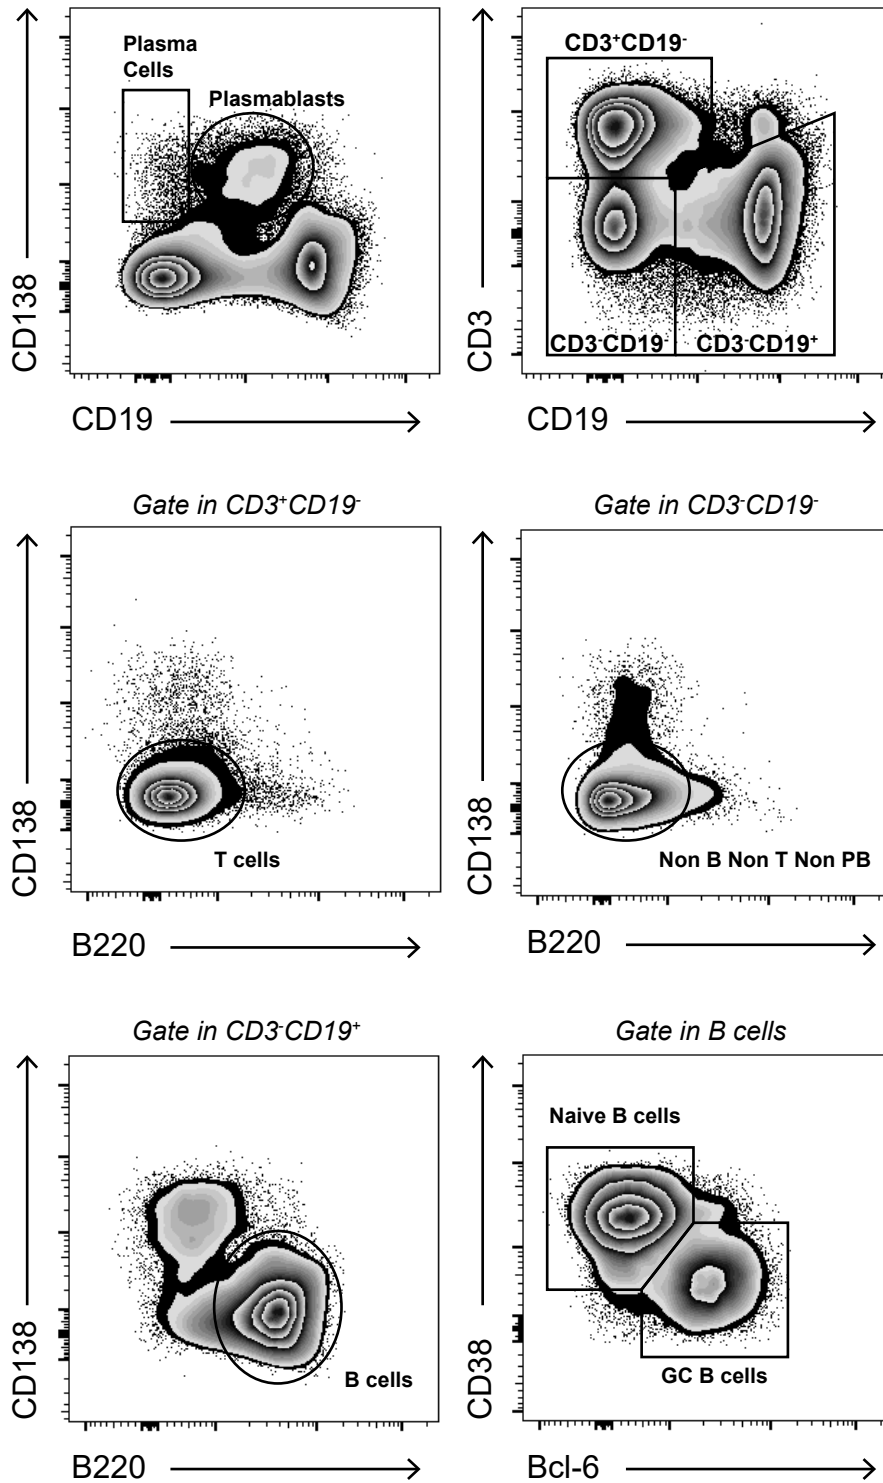 Plasma
Cells
Plasmablasts
CD138
CD19
CD3⁺CD19⁻
CD3⁻CD19⁻
CD3⁻CD19⁺
CD3
CD19
Gate in CD3⁺CD19⁻
T cells
CD138
B220
Gate in CD3⁻CD19⁻
Non B Non T Non PB
CD138
B220
Gate in CD3⁻CD19⁺
B cells
CD138
B220
Gate in B cells
Naive B cells
GC B cells
CD38
Bcl-6